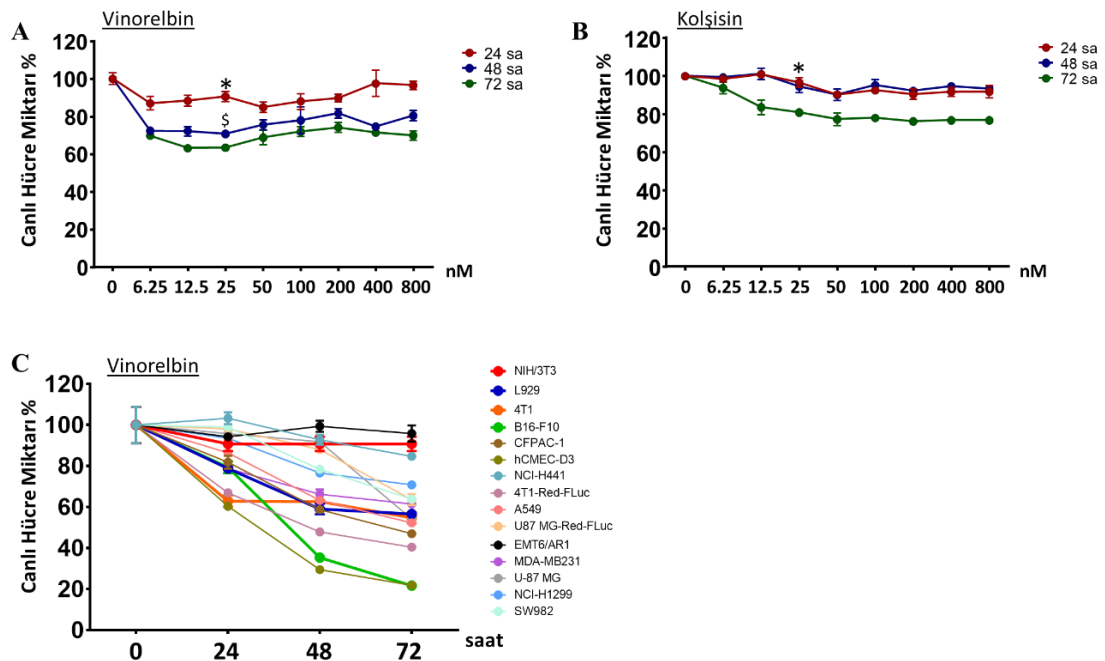 A
Vinorelbin
Canlı Hücre Miktarı %
120
100
80
60
40
20
0
*
$
0 6.25 12.5 25 50 100 200 400 800
nM
24 sa
48 sa
72 sa
B
Kolşisin
Canlı Hücre Miktarı %
120
100
80
60
40
20
0
*
0 6.25 12.5 25 50 100 200 400 800
nM
24 sa
48 sa
72 sa
C
Vinorelbin
Canlı Hücre Miktarı %
120
100
80
60
40
20
0
0 24 48 72
saat
NIH/3T3
L929
4T1
B16-F10
CFPAC-1
hCMEC-D3
NCI-H441
4T1-Red-FLuc
A549
U87 MG-Red-FLuc
EMT6/AR1
MDA-MB231
U-87 MG
NCI-H1299
SW982